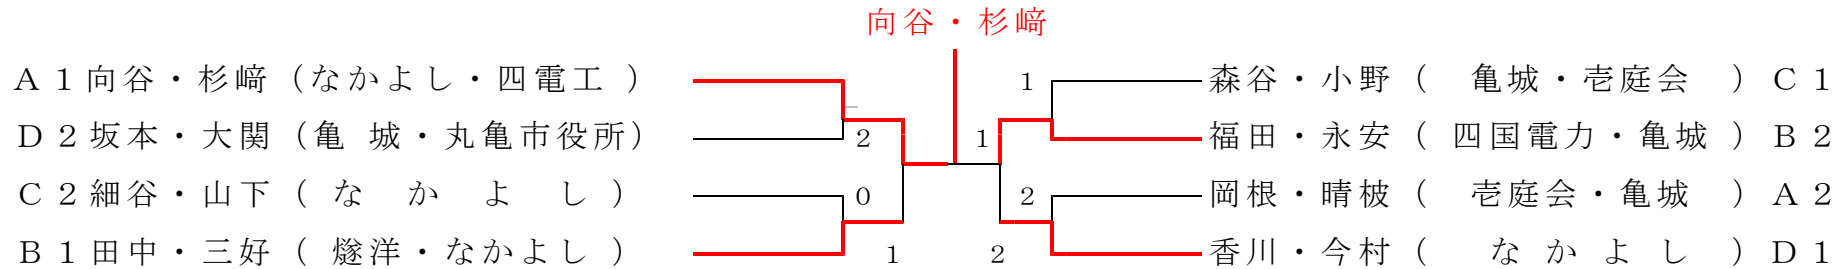 向谷・杉﨑
A 1 向谷・杉﨑 (なかよし・四電工 )
1
森谷・小野 ( 亀城・壱庭会 ) C 1
D 2 坂本・大関 (亀 城・丸亀市役所)
2
1
福田・永安 ( 四国電力・亀城 ) B 2
C 2 細谷・山下 ( な か よ し )
0
2
岡根・晴柀 ( 壱庭会・亀城 ) A 2
B 1 田中・三好 ( 燧洋・なかよし )
1
2
香川・今村 ( な か よ し ) D 1